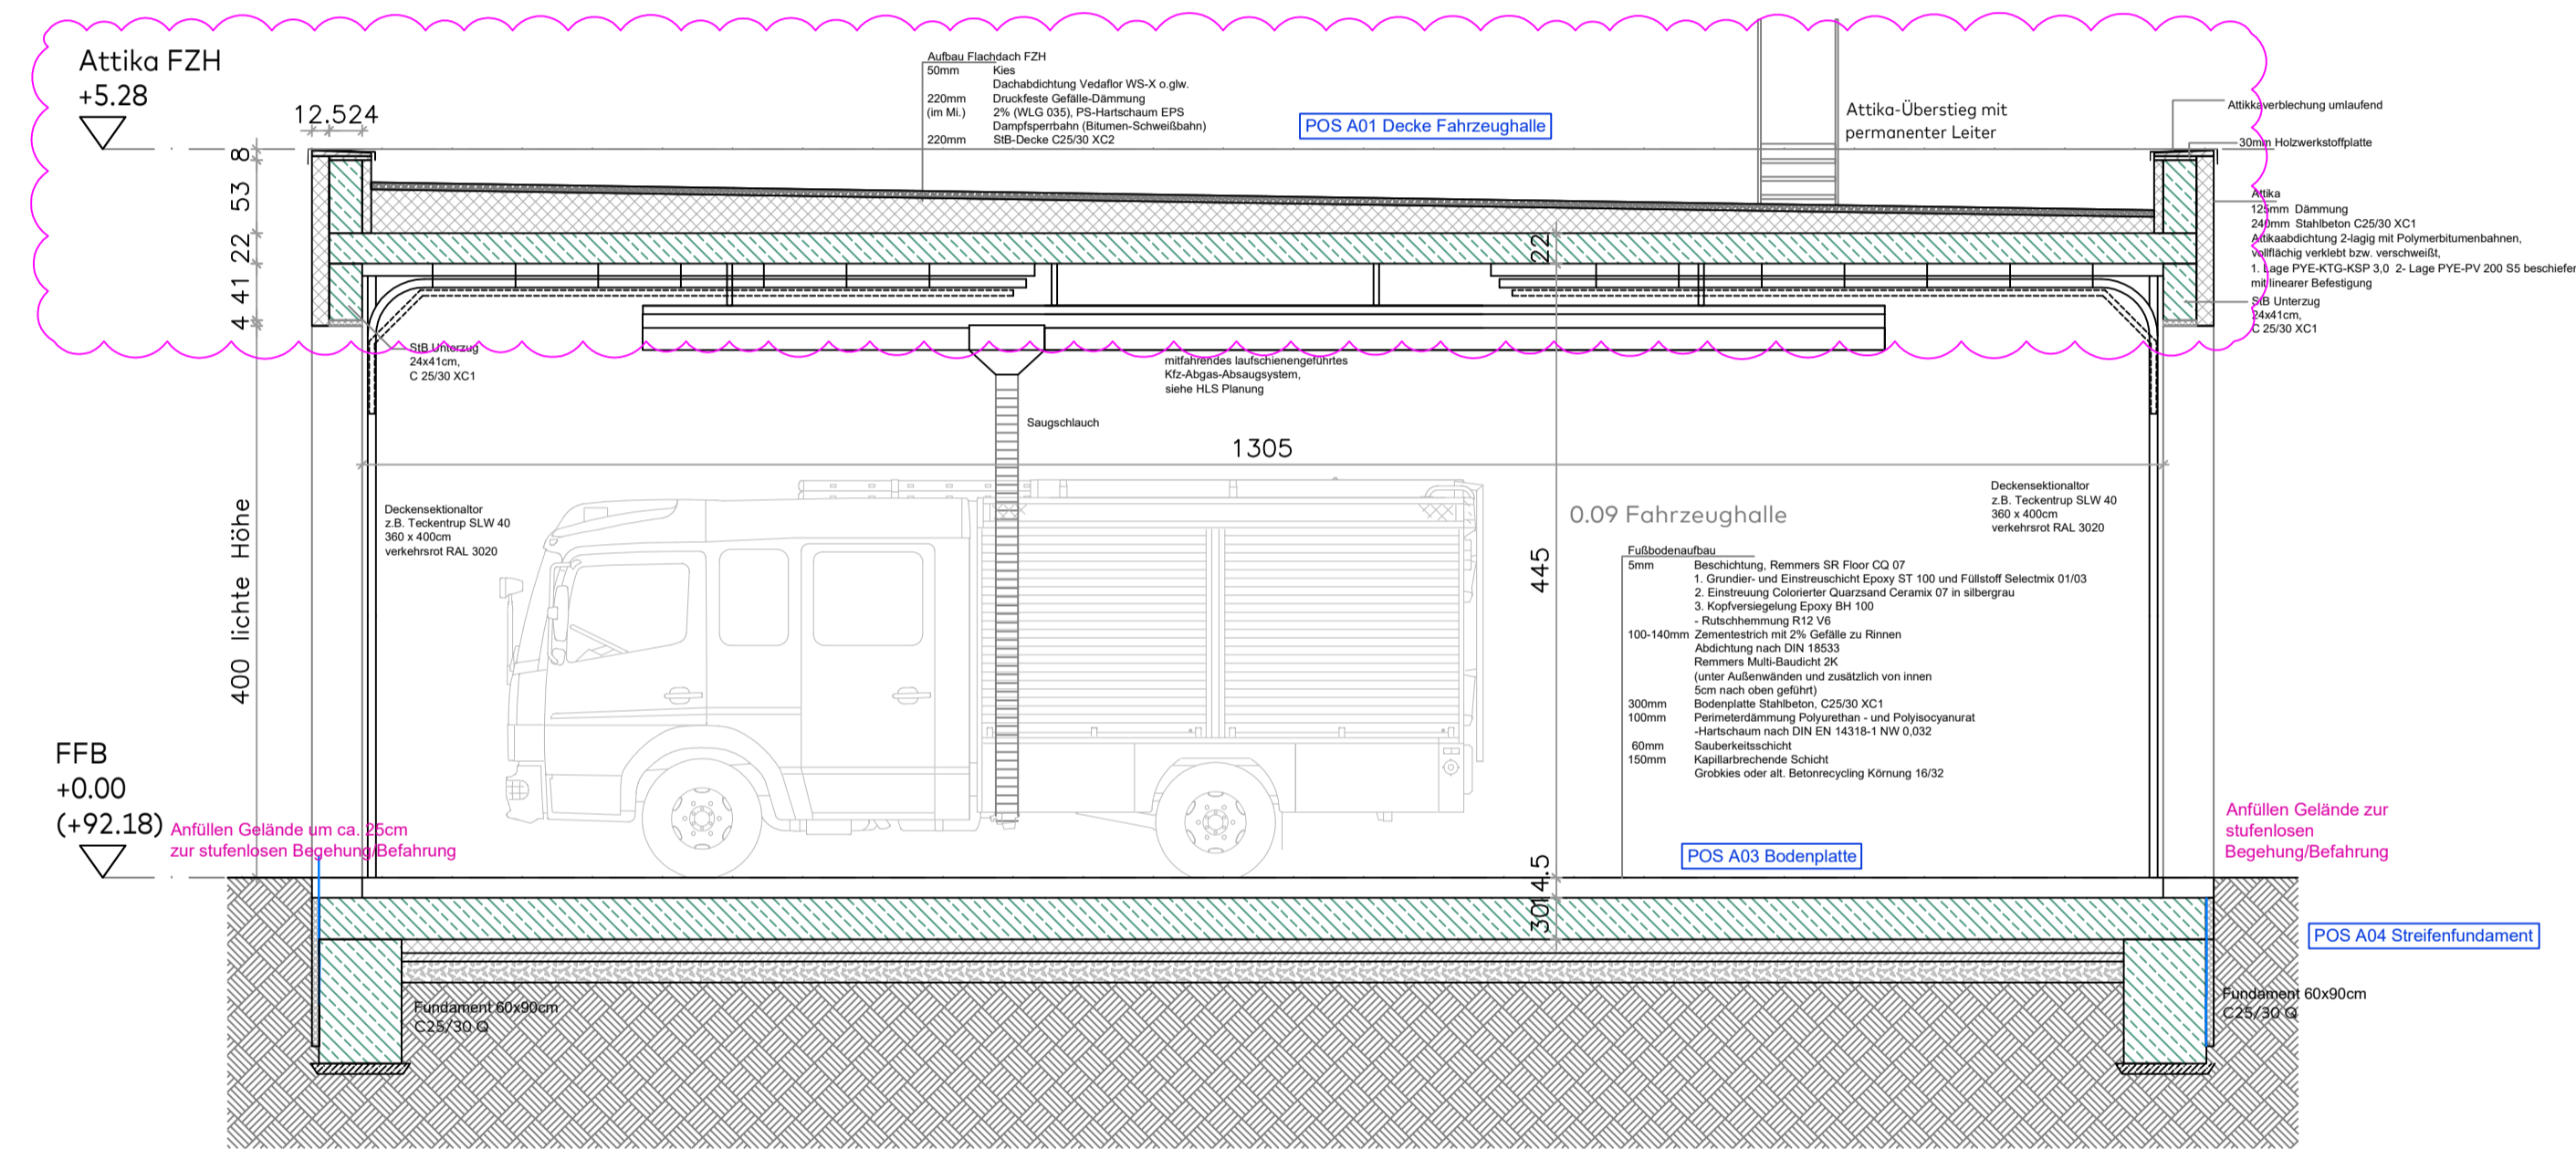 Attika FZH
+5.28
12.524
8
53
22
41
4
400 lichte Höhe
FFB
+0.00
(+92.18)
Anfüllen Gelände um ca. 25cm
zur stufenlosen Begehung/Befahrung
Aufbau Flachdach FZH
50mm Kies
Dachabdichtung Vedaflor WS-X o.glw.
220mm Druckfeste Gefälle-Dämmung
(im Mi.) 2% (WLG 035), PS-Hartschaum EPS
Dampfsperrbahn (Bitumen-Schweißbahn)
220mm StB-Decke C25/30 XC2
POS A01 Decke Fahrzeughalle
Attika-Überstieg mit
permanenter Leiter
Attikkaverblechung umlaufend
30mm Holzwerkstoffplatte
Attika
125mm Dämmung
240mm Stahlbeton C25/30 XC1
Attikaabdichtung 2-lagig mit Polymerbitumenbahnen,
vollflächig verklebt bzw. verschweißt,
1. Lage PYE-KTG-KSP 3,0 2- Lage PYE-PV 200 S5 beschiefer
mit linearer Befestigung
StB Unterzug
24x41cm,
C 25/30 XC1
StB Unterzug
24x41cm,
C 25/30 XC1
mitfahrendes laufschienengeführtes
Kfz-Abgas-Absaugsystem,
siehe HLS Planung
Saugschlauch
1305
22
445
14.5
30
Deckensektionaltor
z.B. Teckentrup SLW 40
360 x 400cm
verkehrsrot RAL 3020
0.09 Fahrzeughalle
Deckensektionaltor
z.B. Teckentrup SLW 40
360 x 400cm
verkehrsrot RAL 3020
Fußbodenaufbau
5mm Beschichtung, Remmers SR Floor CQ 07
1. Grundier- und Einstreuschicht Epoxy ST 100 und Füllstoff Selectmix 01/03
2. Einstreuung Colorierter Quarzsand Ceramix 07 in silbergrau
3. Kopfversiegelung Epoxy BH 100
- Rutschhemmung R12 V6
100-140mm Zementestrich mit 2% Gefälle zu Rinnen
Abdichtung nach DIN 18533
Remmers Multi-Baudicht 2K
(unter Außenwänden und zusätzlich von innen
5cm nach oben geführt)
300mm Bodenplatte Stahlbeton, C25/30 XC1
100mm Perimeterdämmung Polyurethan - und Polyisocyanurat
-Hartschaum nach DIN EN 14318-1 NW 0,032
60mm Sauberkeitsschicht
150mm Kapillarbrechende Schicht
Grobkies oder alt. Betonrecycling Körnung 16/32
POS A03 Bodenplatte
Anfüllen Gelände zur
stufenlosen
Begehung/Befahrung
POS A04 Streifenfundament
Fundament 60x90cm
C25/30 Q
Fundament 60x90cm
C25/30 Q